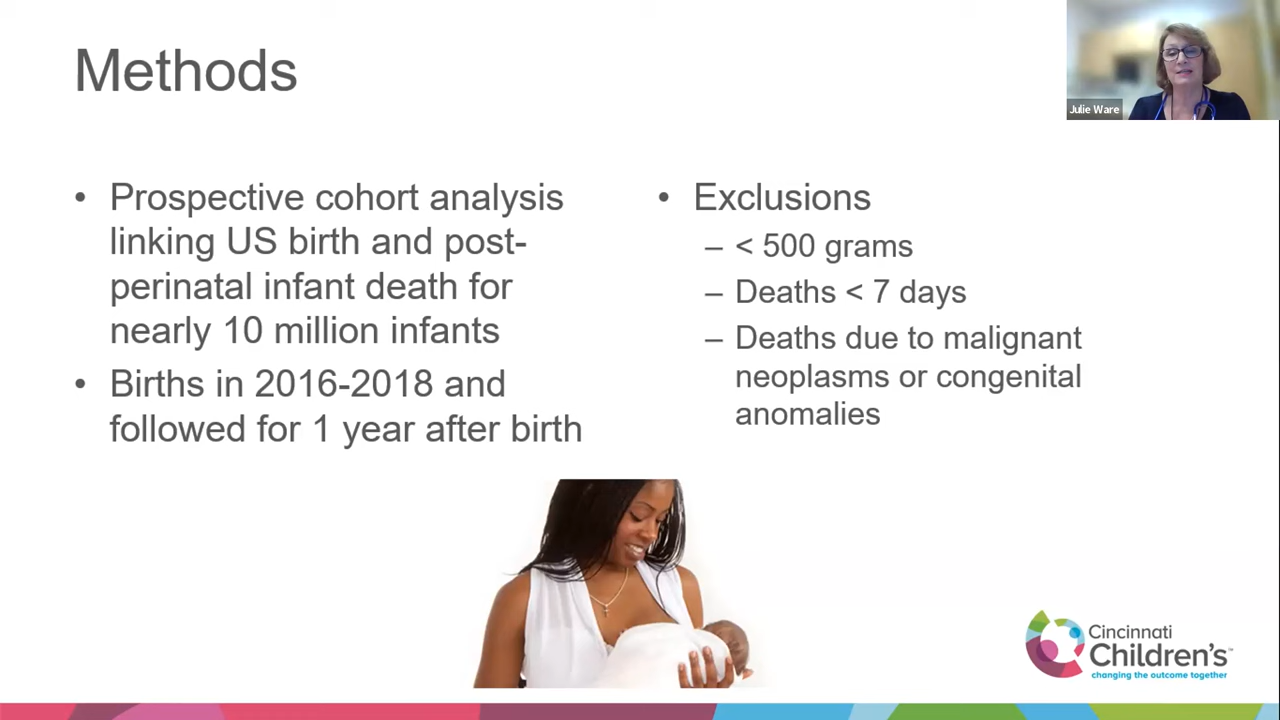 Methods
Julie Ware
• Prospective cohort analysis
linking US birth and post-
perinatal infant death for
nearly 10 million infants
• Births in 2016-2018 and
followed for 1 year after birth
• Exclusions
– < 500 grams
– Deaths < 7 days
– Deaths due to malignant
neoplasms or congenital
anomalies
Cincinnati
Children's™
changing the outcome together